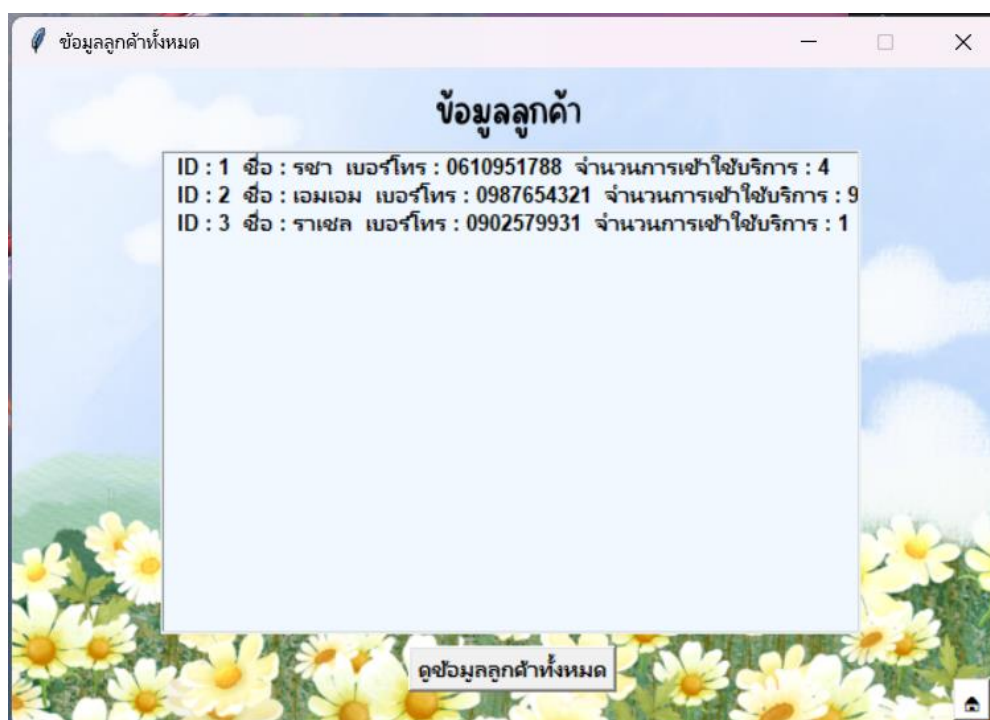 ข้อมูลลูกค้าทั้งหมด
ข้อมูลลูกค้า
ID : 1 ชื่อ : รชา เบอร์โทร : 0610951788 จำนวนการเข้าใช้บริการ : 4
ID : 2 ชื่อ : เอมเอม เบอร์โทร : 0987654321 จำนวนการเข้าใช้บริการ : 9
ID : 3 ชื่อ : ราเชล เบอร์โทร : 0902579931 จำนวนการเข้าใช้บริการ : 1
ดูข้อมูลลูกค้าทั้งหมด